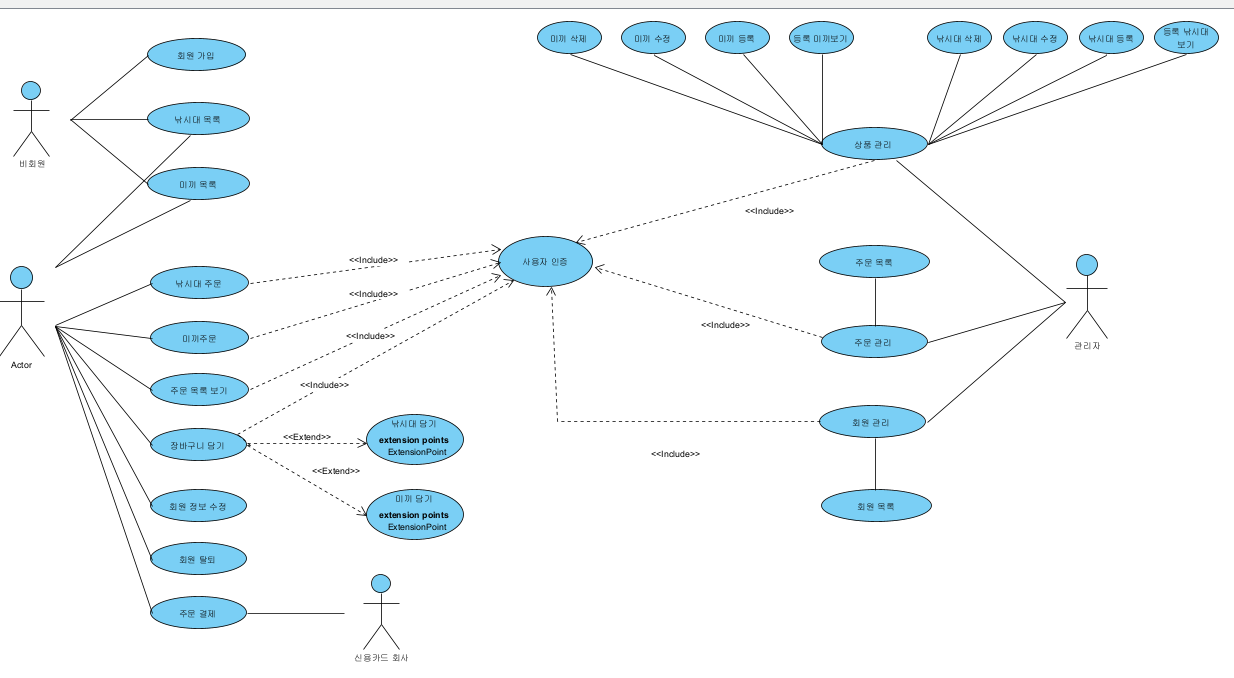 미끼 삭제
미끼 수정
미끼 등록
등록 미끼보기
낚시대 삭제
낚시대 수정
낚시대 등록
등록 낚시대
보기
회원 가입
낚시대 목록
미끼 목록
비회원
상품 관리
<<Include>>
사용자 인증
주문 목록
<<Include>>
주문 관리
관리자
회원 관리
<<Include>>
회원 목록
Actor
낚시대 주문
<<Include>>
미끼주문
<<Include>>
주문 목록 보기
<<Include>>
장바구니 담기
<<Include>>
<<Extend>>
낚시대 담기
extension points
ExtensionPoint
<<Extend>>
미끼 담기
extension points
ExtensionPoint
회원 정보 수정
회원 탈퇴
주문 결제
신용카드 회사